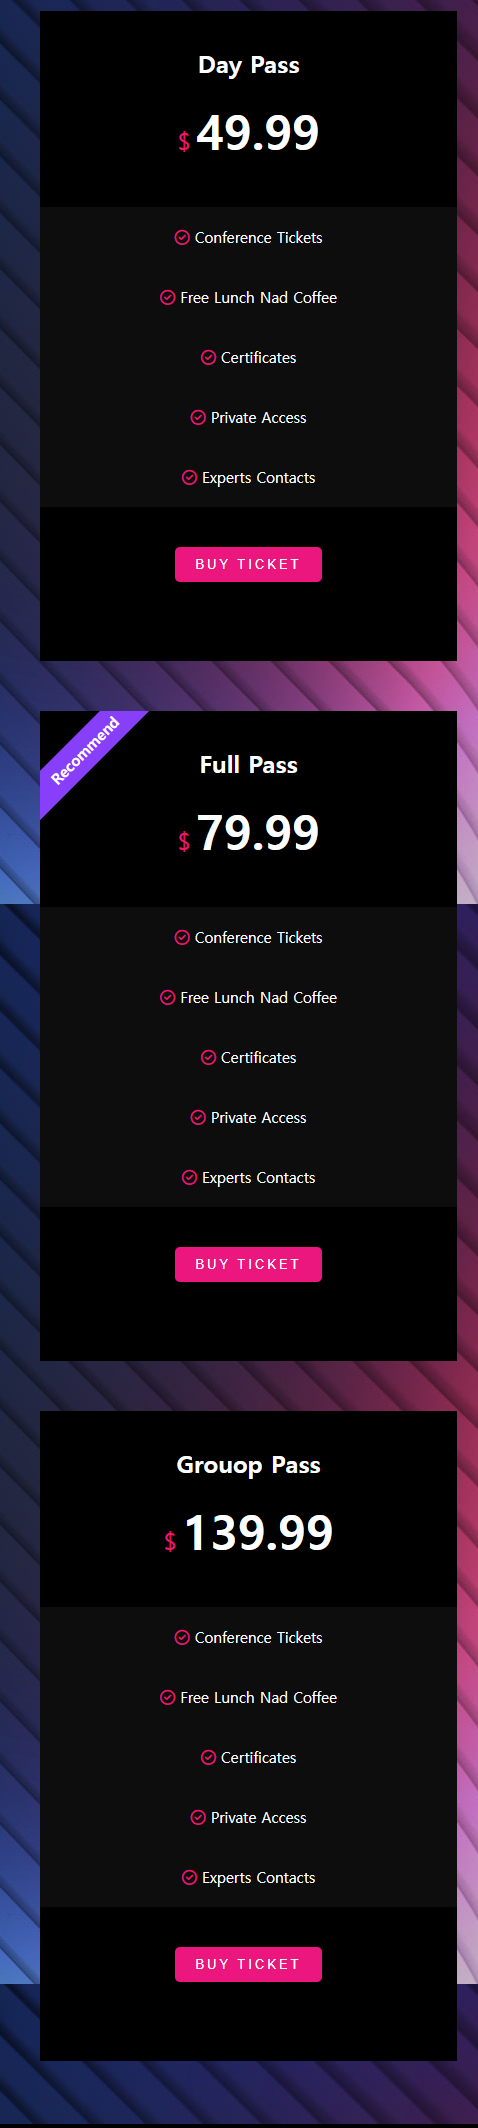 Day Pass
$ 49.99
Conference Tickets
Free Lunch Nad Coffee
Certificates
Private Access
Experts Contacts
BUY TICKET
Recommend
Full Pass
$ 79.99
Conference Tickets
Free Lunch Nad Coffee
Certificates
Private Access
Experts Contacts
BUY TICKET
Grouop Pass
$ 139.99
Conference Tickets
Free Lunch Nad Coffee
Certificates
Private Access
Experts Contacts
BUY TICKET